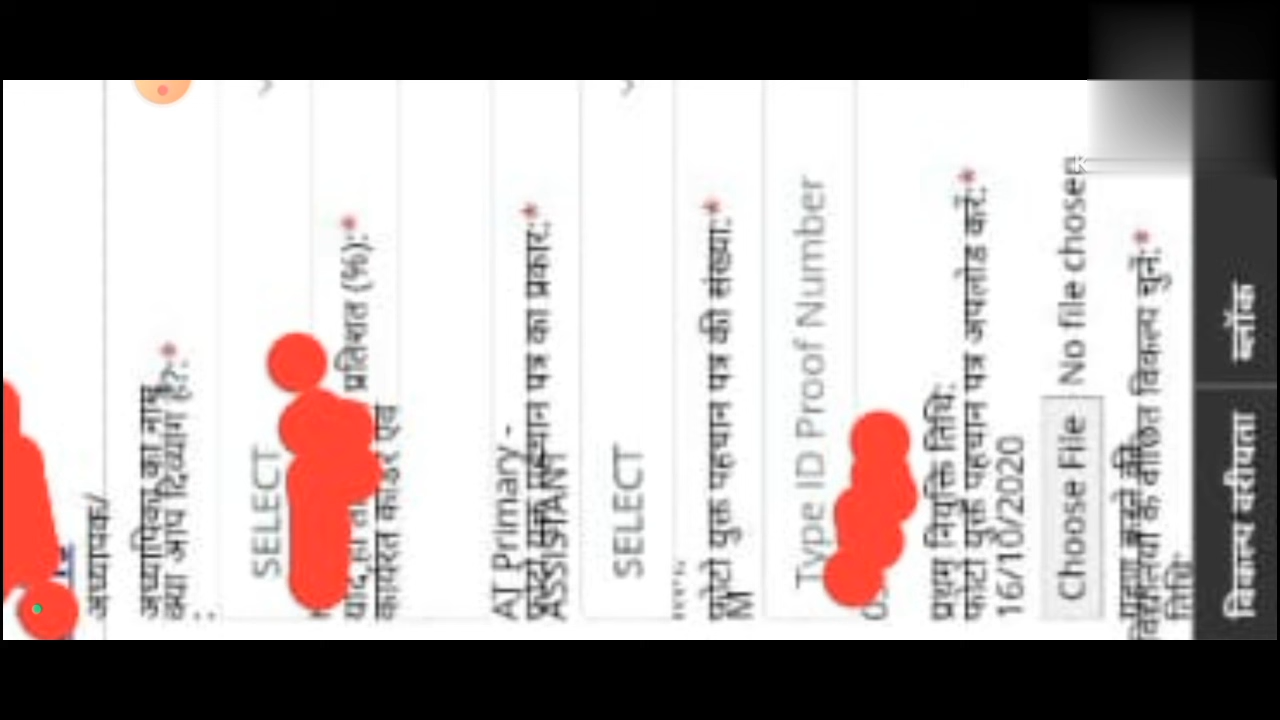 अध्यापक/
अध्यापिका का नाम
क्या आप दिव्यांग है?:*
:
SELECT
प्रतिशत (%):*
कार्यरत कॉडर एवं
AT Primary -
फ़ोटो युक्त पहचान पत्र का प्रकार:*
ASSISTANT
SELECT
फ़ोटो युक्त पहचान पत्र की संख्या:*
M
Type ID Proof Number
प्रथम नियुक्ति तिथि:
फोटो युक्त पहचान पत्र अपलोड करें:*
16/10/2020
Choose File No file chosen
विद्यालयों के वांछित विकल्प चुनें:*
तिथि:
विद्यालय वरीयता ब्लॉक